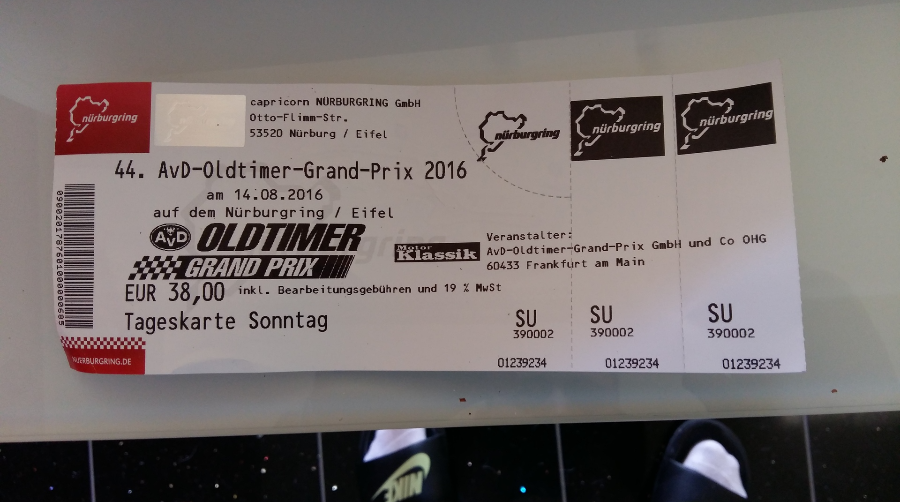 nürburgring
capricorn NÜRBURGRING GmbH
Otto-Flimm-Str.
53520 Nürburg / Eifel
nürburgring
nürburgring
nürburgring
44. AvD-Oldtimer-Grand-Prix 2016
am 14.08.2016
auf dem Nürburgring / Eifel
AvD OLDTIMER
GRAND PRIX
Motor
Klassik
Veranstalter:
AvD-Oldtimer-Grand-Prix GmbH und Co OHG
60433 Frankfurt am Main
EUR 38,00 inkl. Bearbeitungsgebühren und 19 % MwSt
Tageskarte Sonntag
SU
390002
01239234
SU
390002
01239234
SU
390002
01239234
NUERBURGRING.DE
NIKE